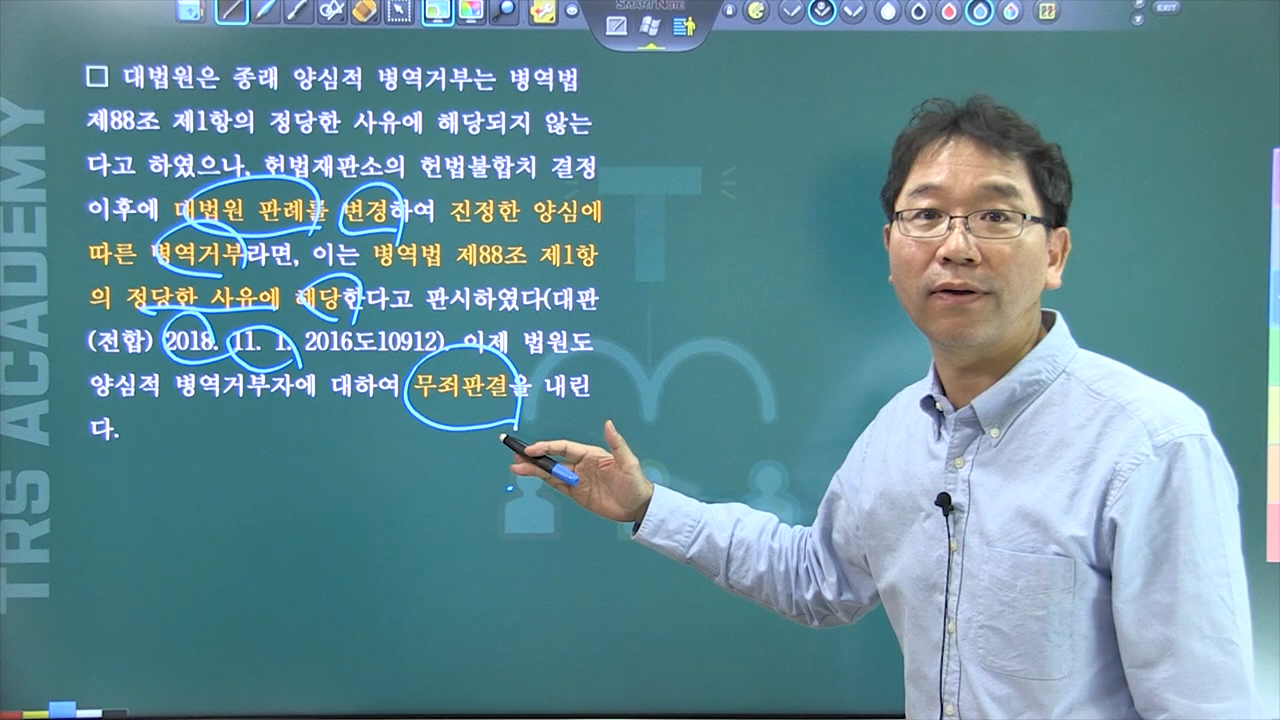 SMART NOTE
EXIT
□ 대법원은 종래 양심적 병역거부는 병역법
제88조 제1항의 정당한 사유에 해당되지 않는
다고 하였으나, 헌법재판소의 헌법불합치 결정
이후에 대법원 판례를 변경하여 진정한 양심에
따른 병역거부라면, 이는 병역법 제88조 제1항
의 정당한 사유에 해당한다고 판시하였다(대판
(전합) 2018. 11. 1. 2016도10912). 이제 법원도
양심적 병역거부자에 대하여 무죄판결을 내린
다.
TRS ACADEMY